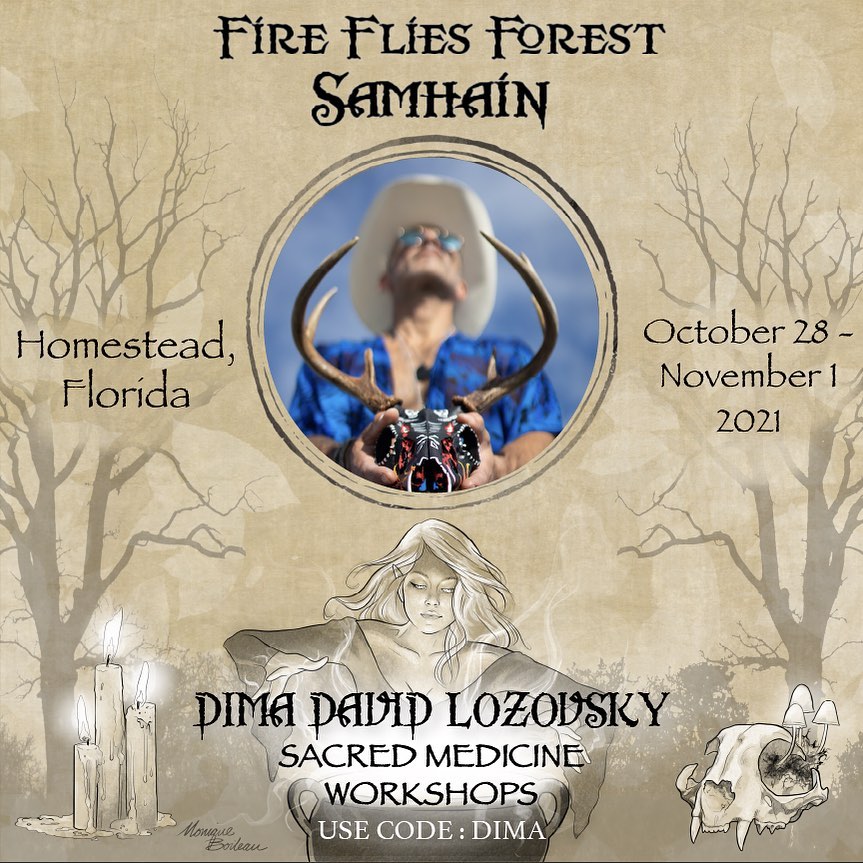 Fire Flies Forest
Samhain
Homestead,
Florida
October 28 -
November 1
2021
DIMA DAVID LOZOVSKY
SACRED MEDICINE
WORKSHOPS
USE CODE : DIMA
Monique
Boileau